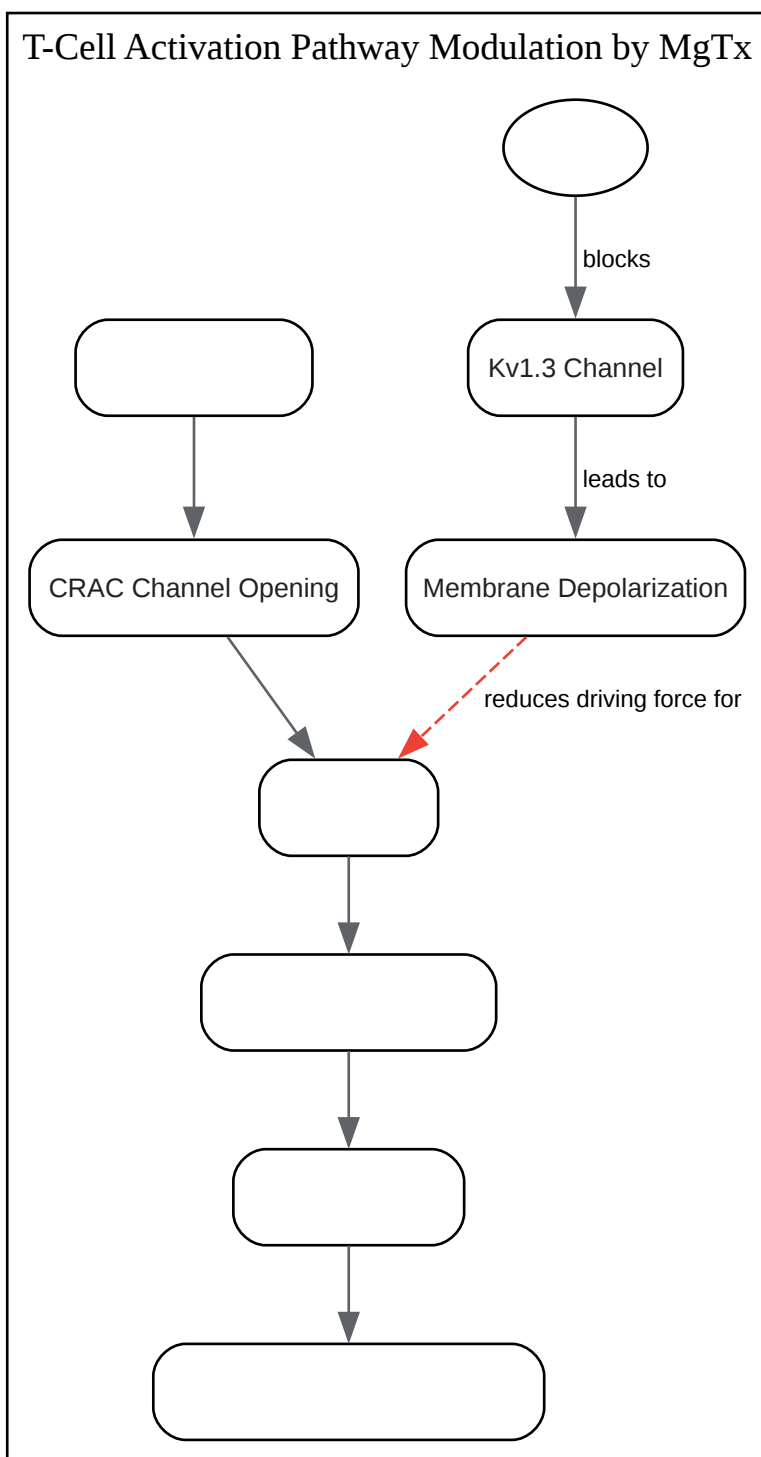 T-Cell Activation Pathway Modulation by MgTx
blocks
Kv1.3 Channel
leads to
CRAC Channel Opening
Membrane Depolarization
reduces driving force for